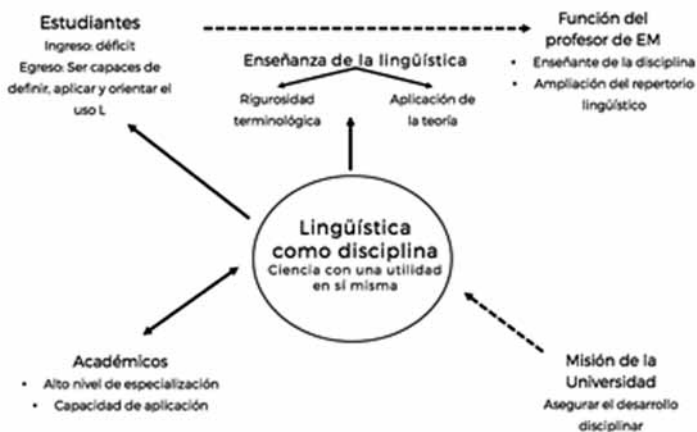 Estudiantes
Ingreso: déficit
Egreso: Ser capaces de
definir, aplicar y orientar el
uso L
Función del
profesor de EM
• Enseñante de la disciplina
• Ampliación del repertorio
lingüístico
Enseñanza de la lingüística
Rigurosidad
terminológica
Aplicación de
la teoría
Lingüística
como disciplina
Ciencia con una utilidad
en sí misma
Académicos
• Alto nivel de especialización
• Capacidad de aplicación
Misión de la
Universidad
Asegurar el desarrollo
disciplinar